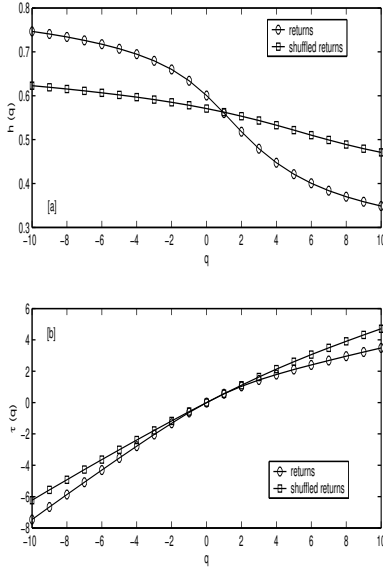 0.8
0.7
0.6
0.5
0.4
0.3
h (q)
returns
shuffled returns
[a]
-10 -8 -6 -4 -2 0 2 4 6 8 10
q
6
4
2
0
-2
-4
-6
-8
τ (q)
[b]
returns
shuffled returns
-10 -8 -6 -4 -2 0 2 4 6 8 10
q